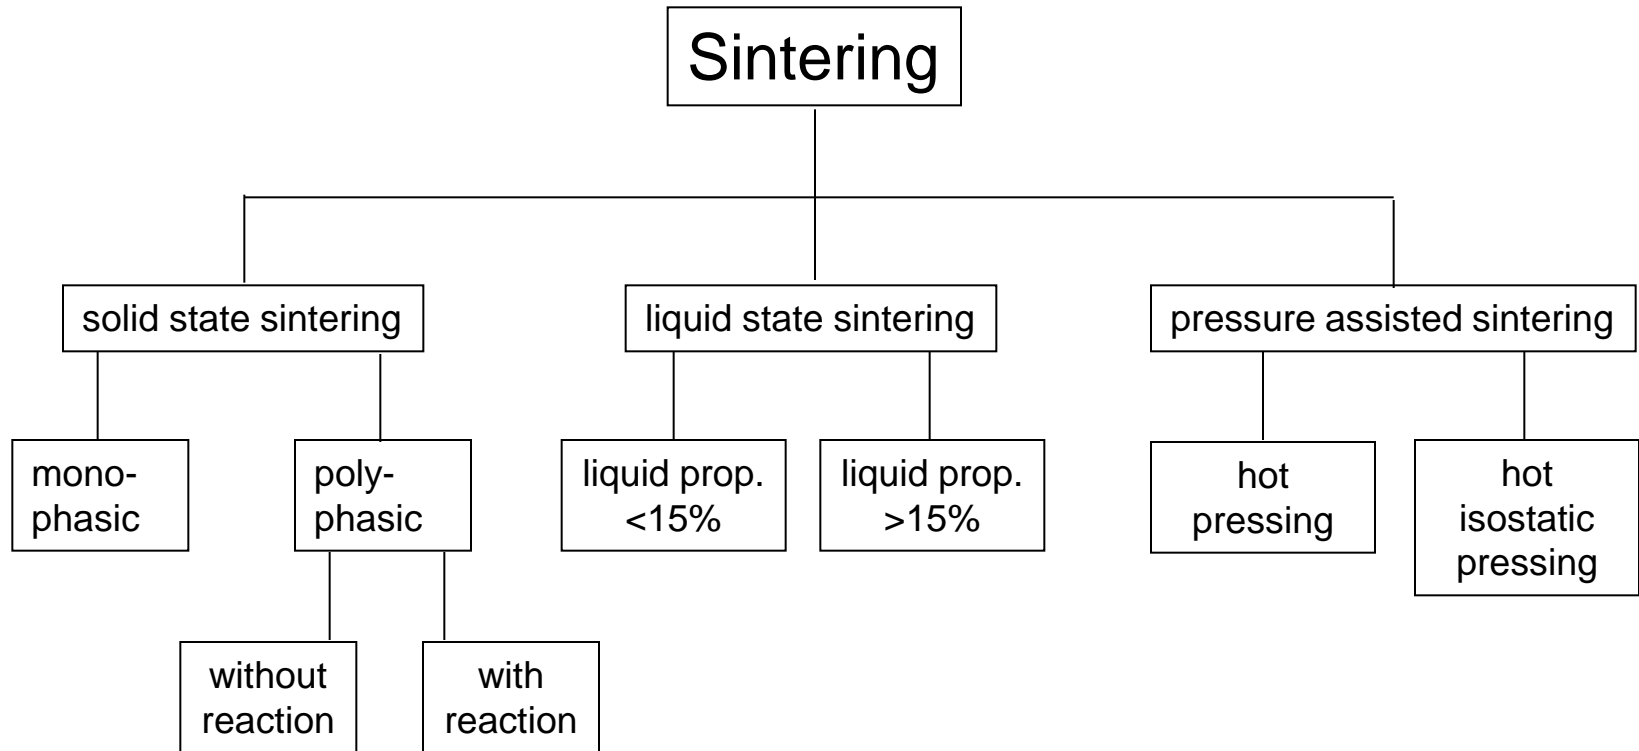 Sintering
solid state sintering
liquid state sintering
pressure assisted sintering
mono-
phasic
poly-
phasic
liquid prop.
<15%
liquid prop.
>15%
hot
pressing
hot
isostatic
pressing
without
reaction
with
reaction